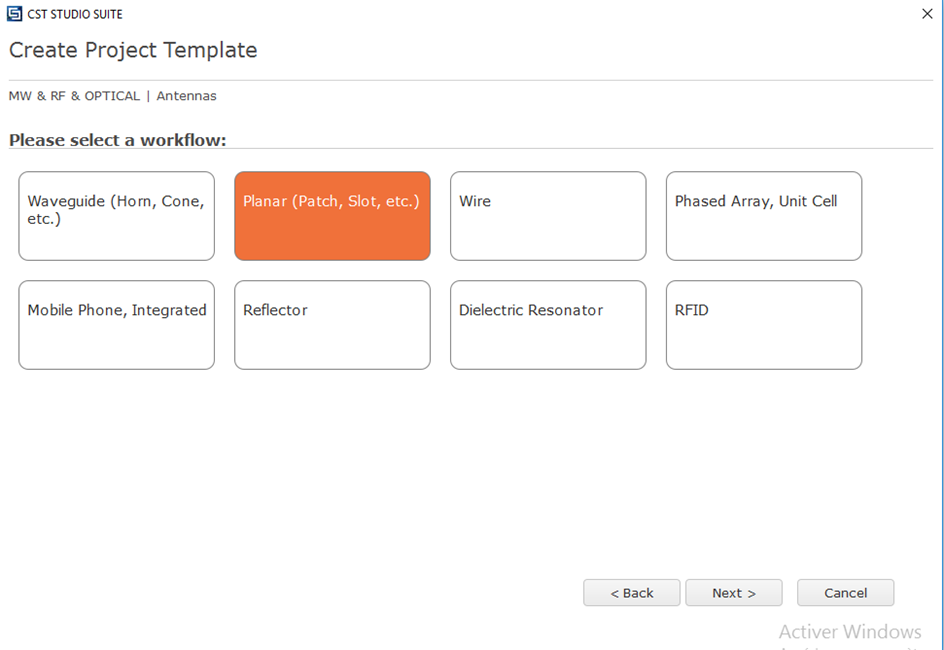 CST STUDIO SUITE
Create Project Template
MW & RF & OPTICAL | Antennas
Please select a workflow:
Waveguide (Horn, Cone,
etc.)
Planar (Patch, Slot, etc.)
Wire
Phased Array, Unit Cell
Mobile Phone, Integrated
Reflector
Dielectric Resonator
RFID
< Back
Next >
Cancel
Activer Windows